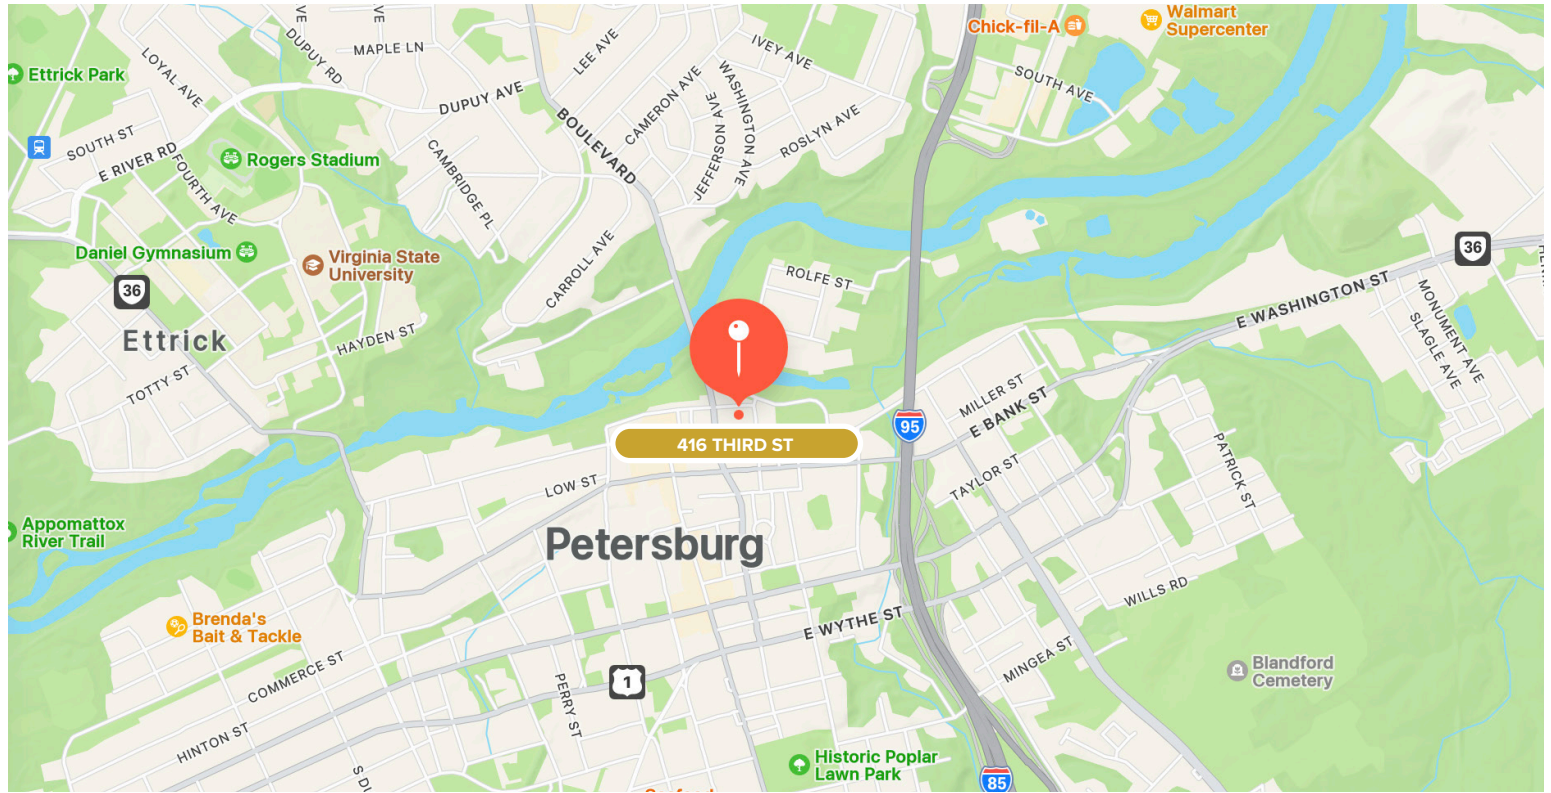 VE
VE
Chick-fil-A
Walmart
Supercenter
DUPUY RD
MAPLE LN
LEE AVE
IVEY AVE
LOYAL AVE
Ettrick Park
DUPUY AVE
CAMERON AVE
WASHINGTON AVE
JEFFERSON AVE
SOUTH AVE
BOULEVARD
ROSLYN AVE
SOUTH ST
E RIVER RD
FOURTH AVE
Rogers Stadium
CAMBRIDGE PL
Daniel Gymnasium
Virginia State
University
CARROLL AVE
ROLFE ST
36
36
E WASHINGTON ST
MONUMENT AVE
SLAGLE AVE
Ettrick
HAYDEN ST
TOTTY ST
MILLER ST
E BANK ST
95
416 THIRD ST
PATRICK ST
TAYLOR ST
LOW ST
Appomattox
River Trail
Petersburg
WILLS RD
Brenda's
Bait & Tackle
E WYTHE ST
COMMERCE ST
MINGEA ST
Blandford
Cemetery
1
PERRY ST
HINTON ST
Historic Poplar
Lawn Park
S DU
85